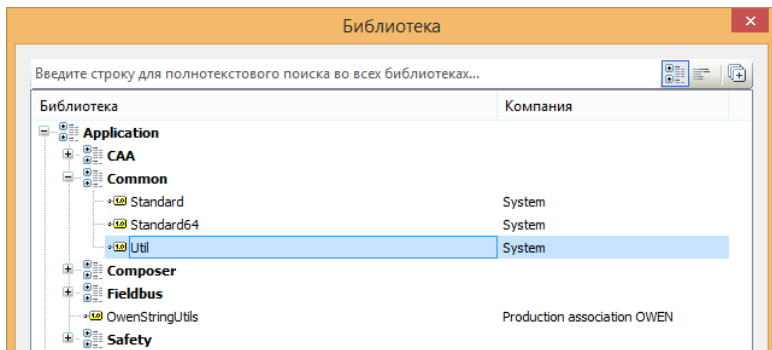 Библиотека
Введите строку для полнотекстового поиска во всех библиотеках...
Библиотека Компания
Application
CAA
Common
Standard System
Standard64 System
Util System
Composer
Fieldbus
OwenStringUtils Production association OWEN
Safety